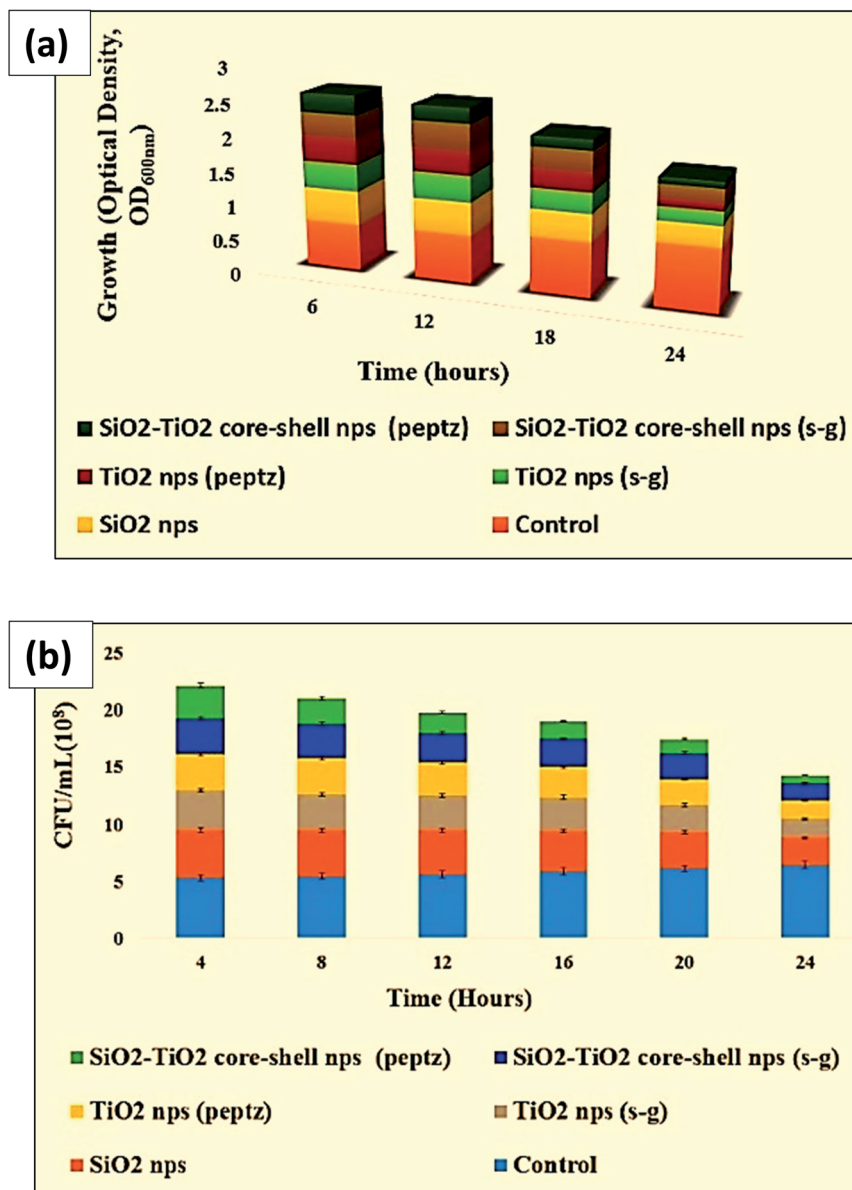 (a)
Growth (Optical Density,
OD600nm)
3
2.5
2
1.5
1
0.5
0
6
12
18
24
Time (hours)
SiO2-TiO2 core-shell nps (peptz)
SiO2-TiO2 core-shell nps (s-g)
TiO2 nps (peptz)
TiO2 nps (s-g)
SiO2 nps
Control
(b)
CFU/mL(10⁸)
25
20
15
10
5
0
4 8 12 16 20 24
Time (Hours)
SiO2-TiO2 core-shell nps (peptz)
SiO2-TiO2 core-shell nps (s-g)
TiO2 nps (peptz)
TiO2 nps (s-g)
SiO2 nps
Control